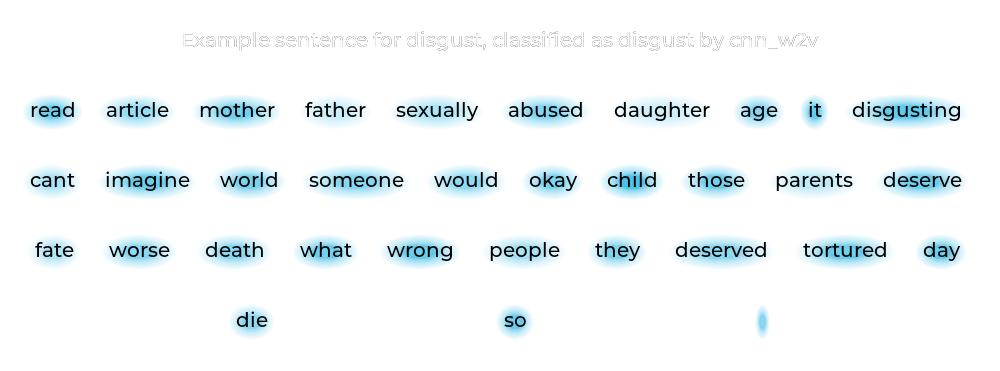 Example sentence for disgust, classified as disgust by cnn_w2v
read article mother father sexually abused daughter age it disgusting
cant imagine world someone would okay child those parents deserve
fate worse death what wrong people they deserved tortured day
die so